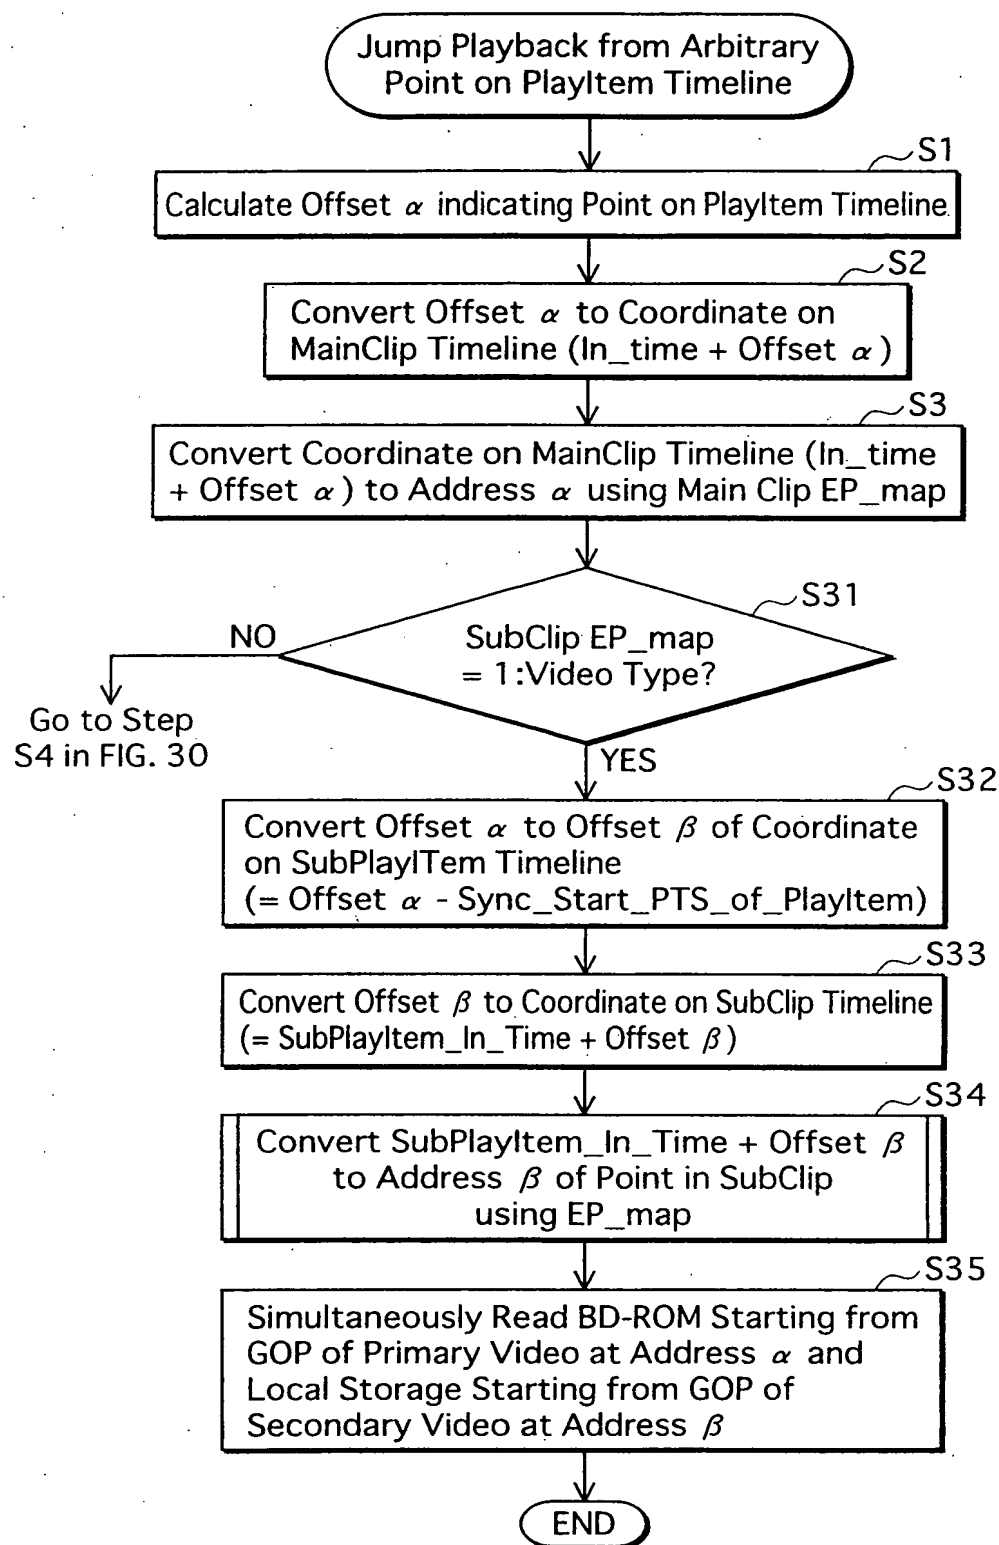 Jump Playback from Arbitrary
Point on PlayItem Timeline
S1
Calculate Offset α indicating Point on PlayItem Timeline
S2
Convert Offset α to Coordinate on
MainClip Timeline (In_time + Offset α)
S3
Convert Coordinate on MainClip Timeline (In_time
+ Offset α) to Address α using Main Clip EP_map
S31
SubClip EP_map
= 1:Video Type?
NO
Go to Step
S4 in FIG. 30
YES
S32
Convert Offset α to Offset β of Coordinate
on SubPlayITem Timeline
(= Offset α - Sync_Start_PTS_of_PlayItem)
S33
Convert Offset β to Coordinate on SubClip Timeline
(= SubPlayItem_In_Time + Offset β)
S34
Convert SubPlayItem_In_Time + Offset β
to Address β of Point in SubClip
using EP_map
S35
Simultaneously Read BD-ROM Starting from
GOP of Primary Video at Address α and
Local Storage Starting from GOP of
Secondary Video at Address β
END